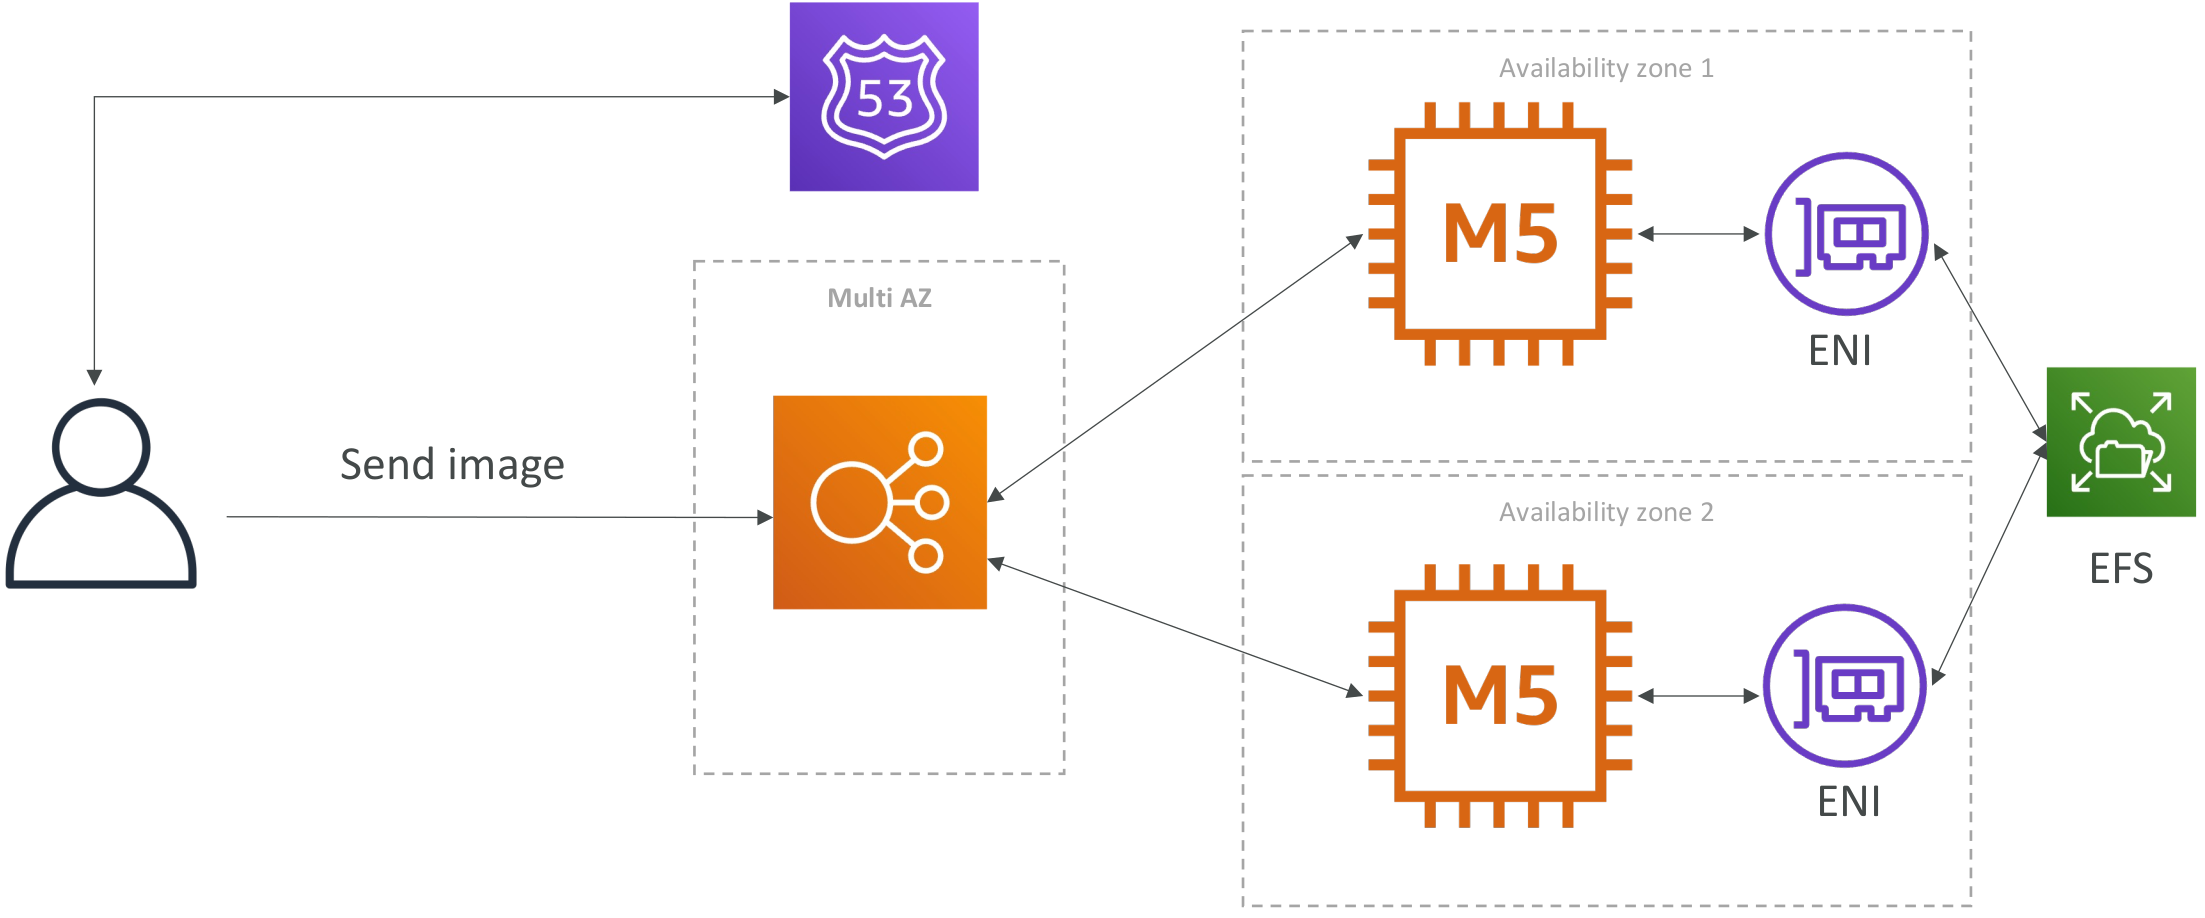 53
Availability zone 1
M5
ENI
Multi AZ
Send image
Availability zone 2
EFS
M5
ENI